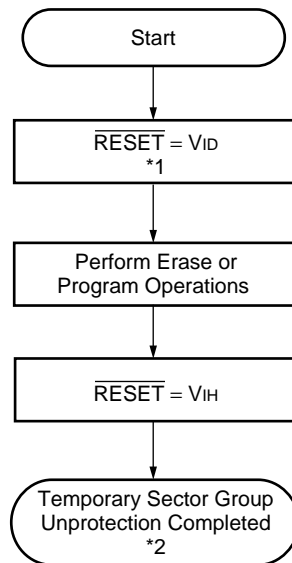 Start
RESET = VID
*1
Perform Erase or
Program Operations
RESET = VIH
Temporary Sector Group
Unprotection Completed
*2